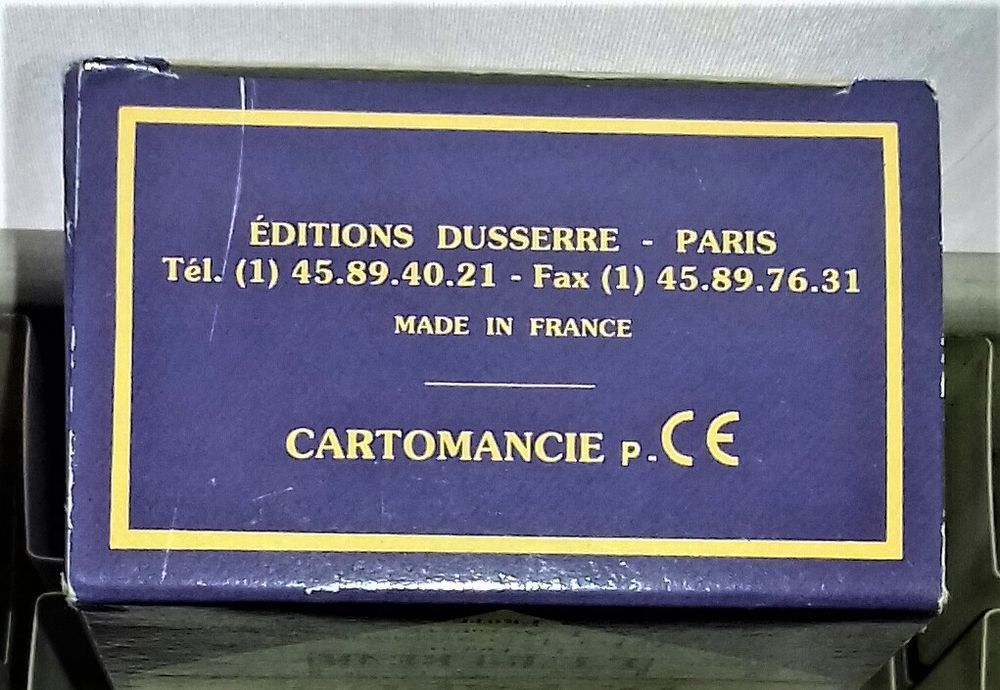 ÉDITIONS DUSSERRE - PARIS
Tél. (1) 45.89.40.21 - Fax (1) 45.89.76.31
MADE IN FRANCE
CARTOMANCIE P. CE